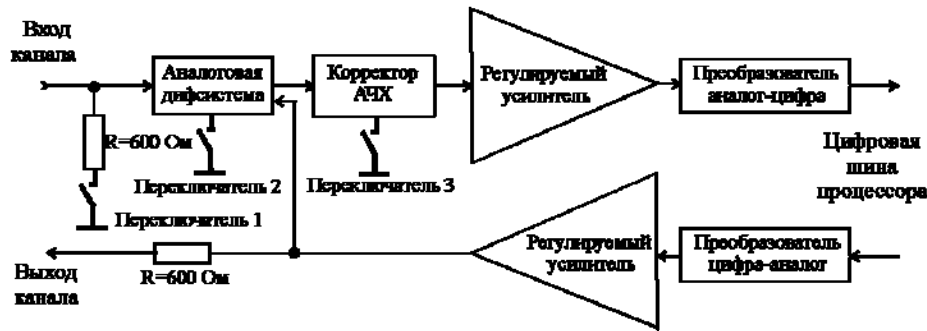 Вход
канала
Аналоговая
дифсистема
Корректор
АЧХ
Регулируемый
усилитель
Преобразователь
аналог-цифра
R=600 Ом
Переключатель 2
Переключатель 3
Цифровая
шина
процессора
Переключатель 1
Регулируемый
усилитель
Преобразователь
цифра-аналог
Выход
канала
R=600 Ом